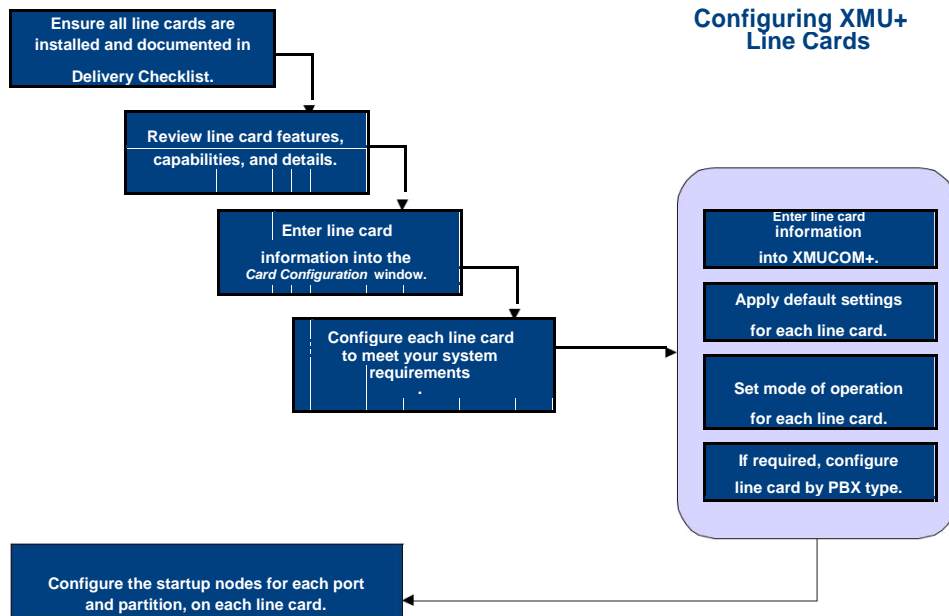 Configuring XMU+
Line Cards
Ensure all line cards are
installed and documented in
Delivery Checklist.
Review line card features,
capabilities, and details.
Enter line card
information into the
Card Configuration window.
Configure each line card
to meet your system
requirements
.
Enter line card
information
into XMUCOM+.
Apply default settings
for each line card.
Set mode of operation
for each line card.
If required, configure
line card by PBX type.
Configure the startup nodes for each port
and partition, on each line card.